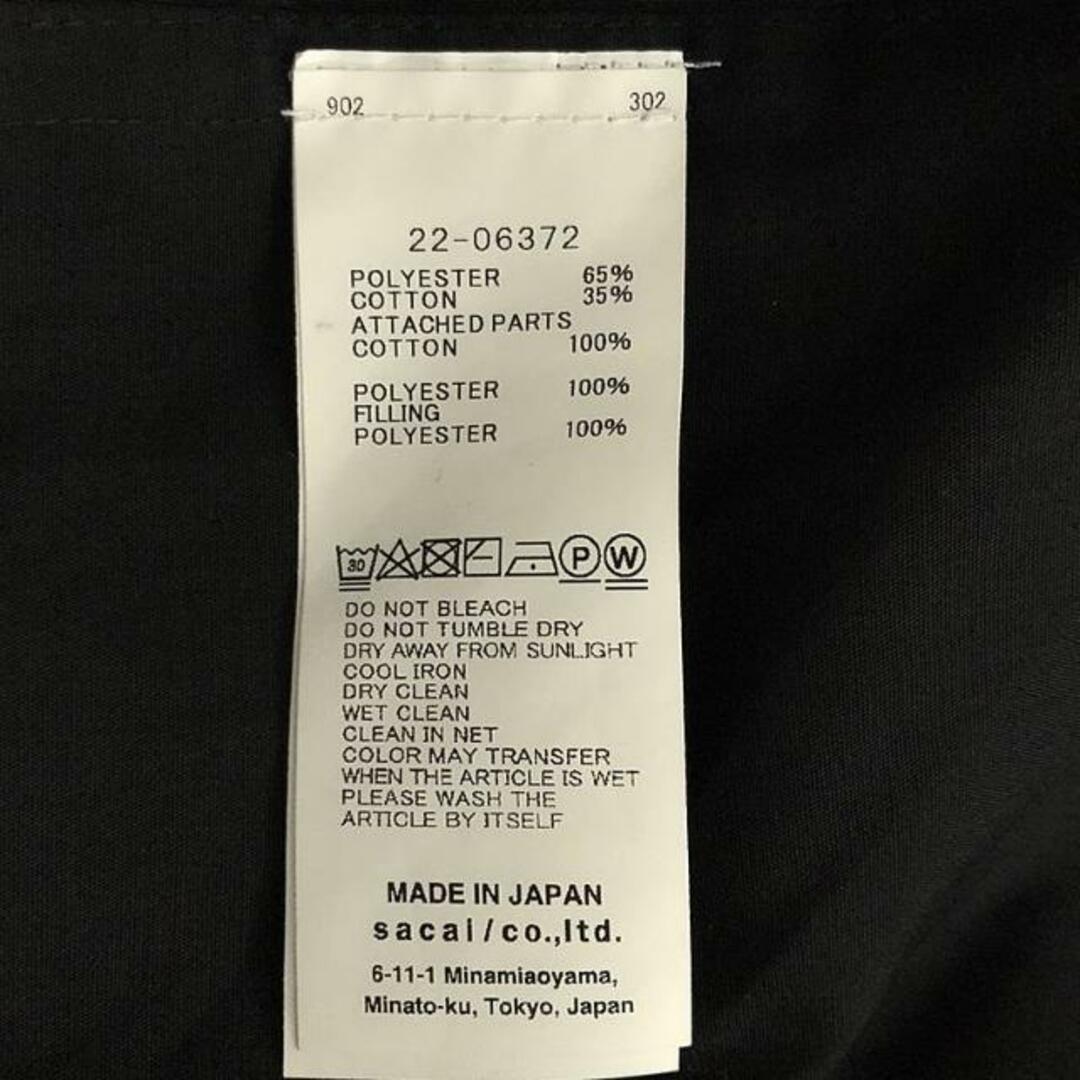 902 302
22-06372
POLYESTER 65%
COTTON 35%
ATTACHED PARTS
COTTON 100%
POLYESTER 100%
FILLING
POLYESTER 100%
30 P W
DO NOT BLEACH
DO NOT TUMBLE DRY
DRY AWAY FROM SUNLIGHT
COOL IRON
DRY CLEAN
WET CLEAN
CLEAN IN NET
COLOR MAY TRANSFER
WHEN THE ARTICLE IS WET
PLEASE WASH THE
ARTICLE BY ITSELF
MADE IN JAPAN
sacai/co.,ltd.
6-11-1 Minamiaoyama,
Minato-ku, Tokyo, Japan